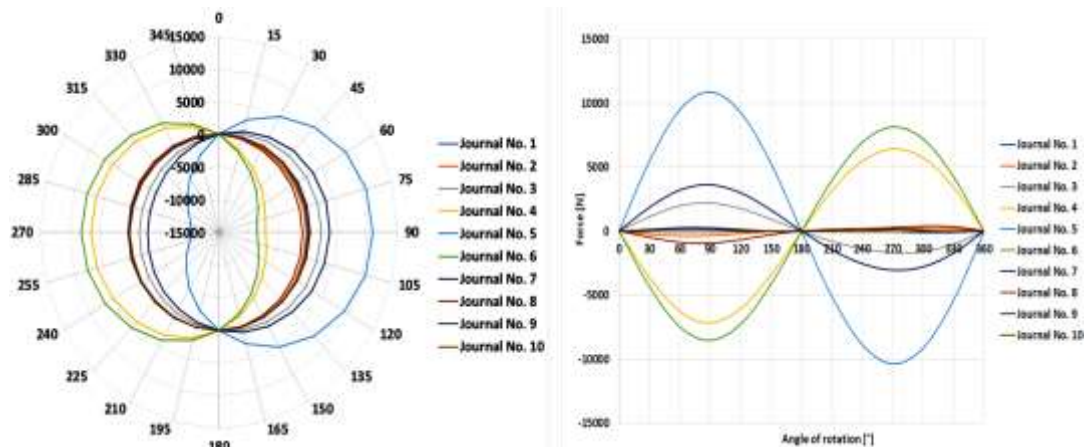 0
15
30
45
60
75
90
105
120
135
150
165
180
195
210
225
240
255
270
285
300
315
330
345
15000
10000
5000
0
-5000
-10000
-15000
Journal No. 1
Journal No. 2
Journal No. 3
Journal No. 4
Journal No. 5
Journal No. 6
Journal No. 7
Journal No. 8
Journal No. 9
Journal No. 10
Force [N]
15000
10000
5000
0
-5000
-10000
-15000
0 30 60 90 120 150 180 210 240 270 300 330 360
Angle of rotation [°]
Journal No. 1
Journal No. 2
Journal No. 3
Journal No. 4
Journal No. 5
Journal No. 6
Journal No. 7
Journal No. 8
Journal No. 9
Journal No. 10